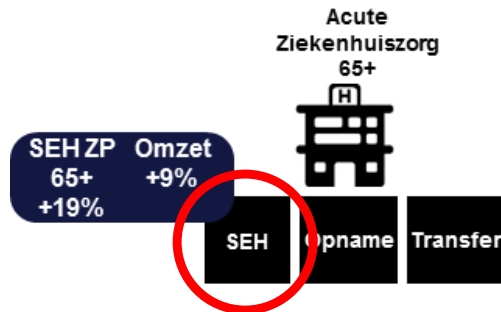 Acute
Ziekenhuiszorg
65+
H
SEH ZP Omzet
65+ +9%
+19%
SEH Opname Transfer